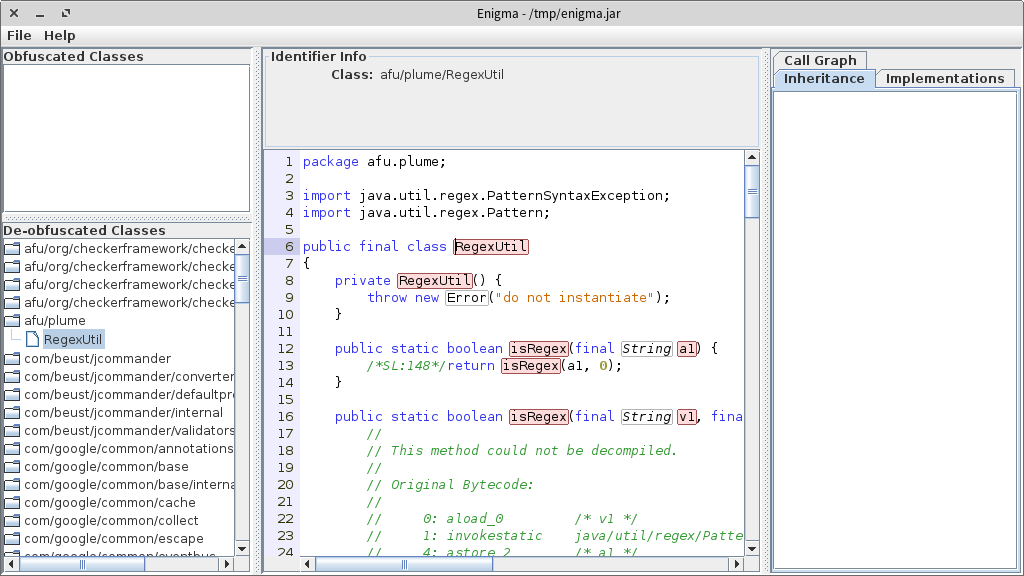 Enigma - /tmp/enigma.jar
File Help
Obfuscated Classes
De-obfuscated Classes
afu/org/checkerframework/checke
afu/org/checkerframework/checke
afu/org/checkerframework/checke
afu/org/checkerframework/checke
afu/plume
RegexUtil
com/beust/jcommander
com/beust/jcommander/converter
com/beust/jcommander/defaultpr
com/beust/jcommander/internal
com/beust/jcommander/validators
com/google/common/annotations
com/google/common/base
com/google/common/base/interna
com/google/common/cache
com/google/common/collect
com/google/common/escape
com/google/common/eventbus
Identifier Info
Class: afu/plume/RegexUtil
1 package afu.plume;
2
3 import java.util.regex.PatternSyntaxException;
4 import java.util.regex.Pattern;
5
6 public final class RegexUtil
7 {
8 private RegexUtil() {
9 throw new Error("do not instantiate");
10 }
11
12 public static boolean isRegex(final String a1) {
13 /*SL:148*/return isRegex(a1, 0);
14 }
15
16 public static boolean isRegex(final String v1, fina
17 //
18 // This method could not be decompiled.
19 //
20 // Original Bytecode:
21 //
22 // 0: aload_0 /* v1 */
23 // 1: invokestatic java/util/regex/Patte
24 // 4: astore_2 /* a1 */
Call Graph
Inheritance Implementations